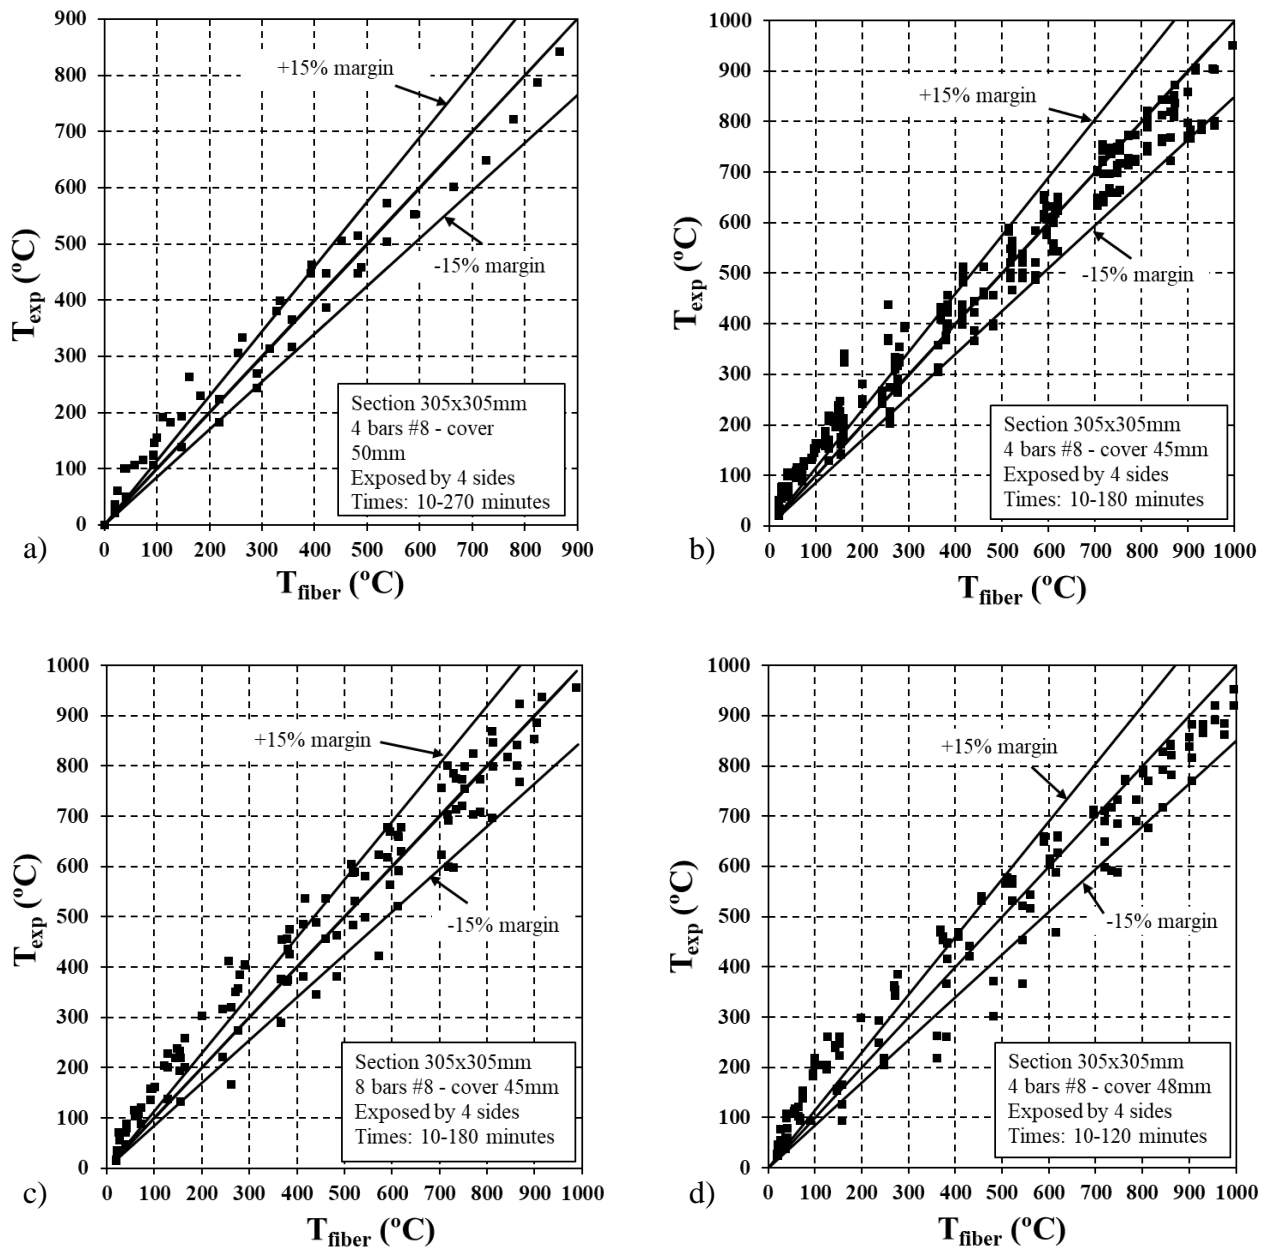 900
800
700
600
500
400
300
200
100
0
T_exp (ºC)
+15% margin
-15% margin
Section 305x305mm
4 bars #8 - cover
50mm
Exposed by 4 sides
Times: 10-270 minutes
0 100 200 300 400 500 600 700 800 900
T_fiber (ºC)
a)
1000
900
800
700
600
500
400
300
200
100
0
T_exp (ºC)
+15% margin
-15% margin
Section 305x305mm
4 bars #8 - cover 45mm
Exposed by 4 sides
Times: 10-180 minutes
0 100 200 300 400 500 600 700 800 900 1000
T_fiber (ºC)
b)
1000
900
800
700
600
500
400
300
200
100
0
T_exp (ºC)
+15% margin
-15% margin
Section 305x305mm
8 bars #8 - cover 45mm
Exposed by 4 sides
Times: 10-180 minutes
0 100 200 300 400 500 600 700 800 900 1000
T_fiber (ºC)
c)
1000
900
800
700
600
500
400
300
200
100
0
T_exp (ºC)
+15% margin
-15% margin
Section 305x305mm
4 bars #8 - cover 48mm
Exposed by 4 sides
Times: 10-120 minutes
0 100 200 300 400 500 600 700 800 900 1000
T_fiber (ºC)
d)